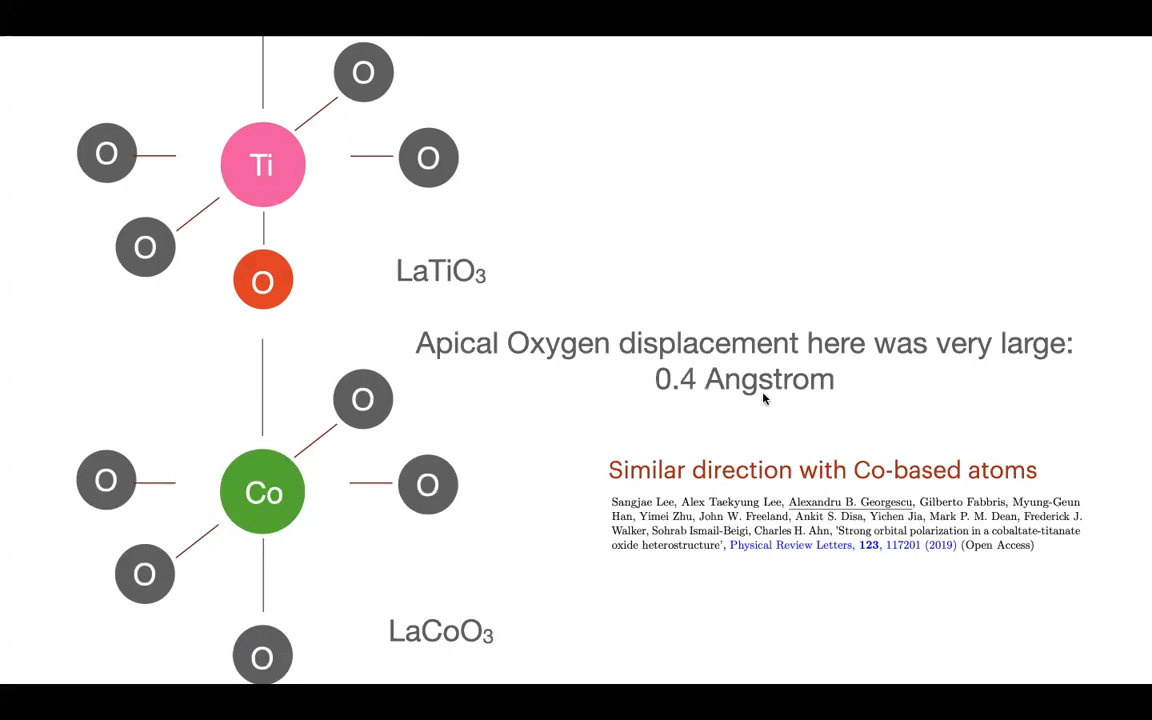 O
O
Ti
O
O
O
LaTiO₃
Apical Oxygen displacement here was very large:
0.4 Angstrom
O
Similar direction with Co-based atoms
O
Co
O
Sangjae Lee, Alex Taekyung Lee, Alexandru B. Georgescu, Gilberto Fabbris, Myung-Geun
Han, Yimei Zhu, John W. Freeland, Ankit S. Disa, Yichen Jia, Mark P. M. Dean, Frederick J.
Walker, Sohrab Ismail-Beigi, Charles H. Ahn, 'Strong orbital polarization in a cobaltate-titanate
oxide heterostructure', Physical Review Letters, 123, 117201 (2019) (Open Access)
O
LaCoO₃
O